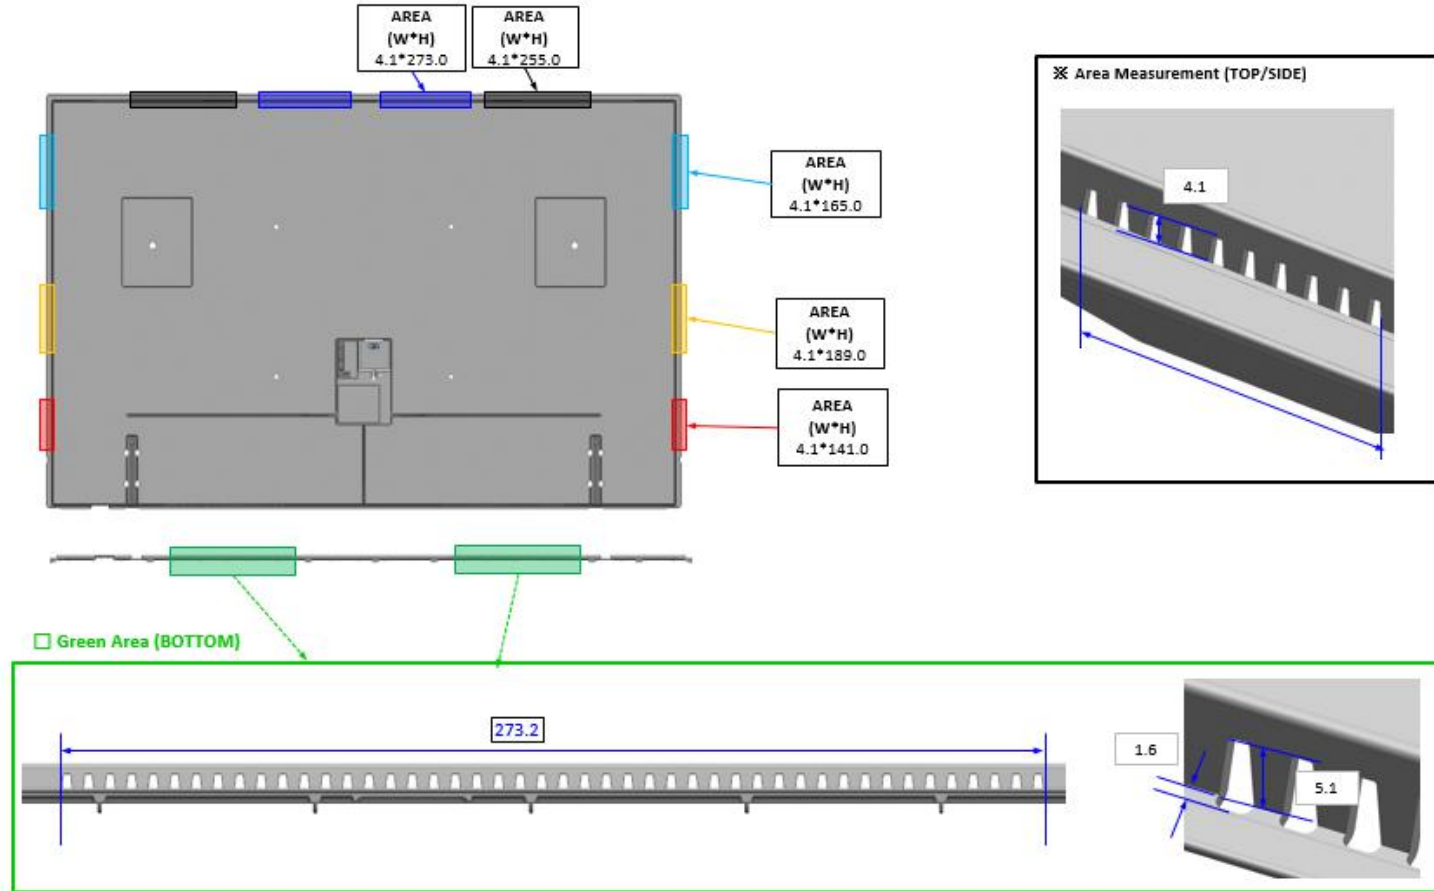 AREA
(W*H)
4.1*273.0
AREA
(W*H)
4.1*255.0
※ Area Measurement (TOP/SIDE)
4.1
AREA
(W*H)
4.1*165.0
AREA
(W*H)
4.1*189.0
AREA
(W*H)
4.1*141.0
□ Green Area (BOTTOM)
273.2
1.6
5.1